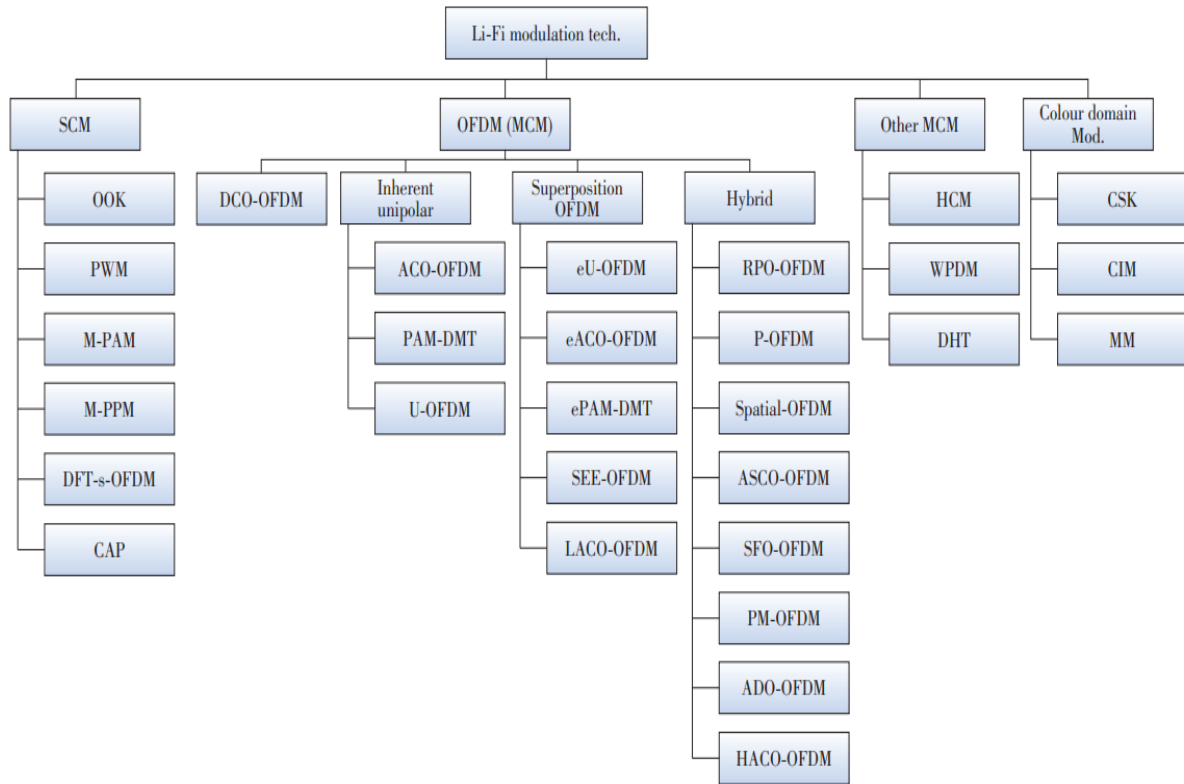 Li-Fi modulation tech.
SCM
OFDM (MCM)
Other MCM
Colour domain
Mod.
OOK
PWM
M-PAM
M-PPM
DFT-s-OFDM
CAP
DCO-OFDM
Inherent
unipolar
ACO-OFDM
PAM-DMT
U-OFDM
Superposition
OFDM
eU-OFDM
eACO-OFDM
ePAM-DMT
SEE-OFDM
LACO-OFDM
Hybrid
RPO-OFDM
P-OFDM
Spatial-OFDM
ASCO-OFDM
SFO-OFDM
PM-OFDM
ADO-OFDM
HACO-OFDM
HCM
WPDM
DHT
CSK
CIM
MM